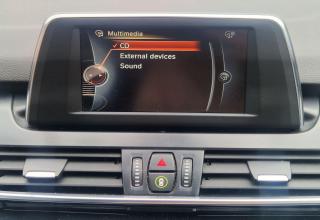 Multimedia
✓ CD
External devices
Sound